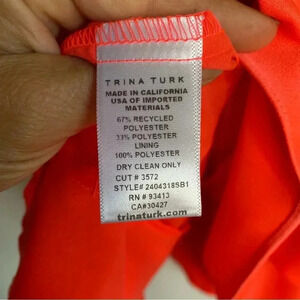 TRINA TURK
MADE IN CALIFORNIA
USA OF IMPORTED
MATERIALS
67% RECYCLED
POLYESTER
33% POLYESTER
LINING
100% POLYESTER
DRY CLEAN ONLY
CUT # 3572
STYLE# 2404318SB1
RN # 93413
CA#30427
trinaturk.com